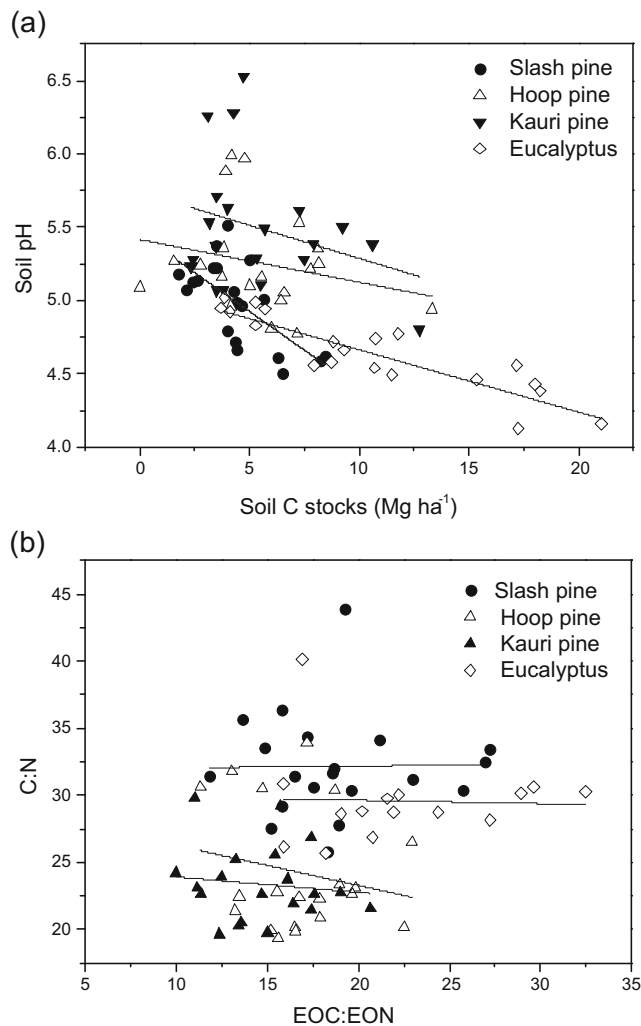 (a)
Slash pine
Hoop pine
Kauri pine
Eucalyptus
6.5
6.0
5.5
5.0
4.5
4.0
Soil pH
0
5
10
15
20
Soil C stocks (Mg ha⁻¹)
(b)
Slash pine
Hoop pine
Kauri pine
Eucalyptus
45
40
35
30
25
20
C:N
5
10
15
20
25
30
35
EOC:EON